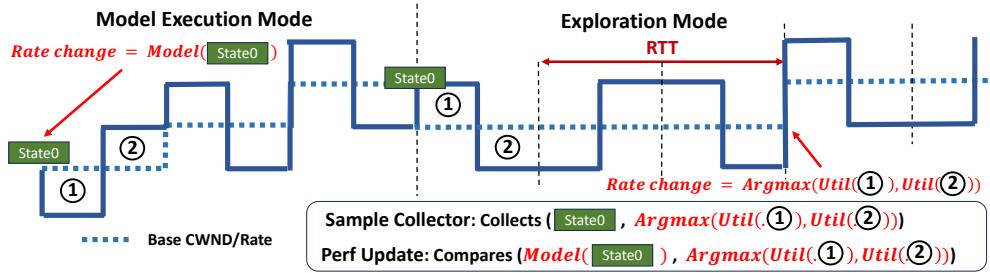 Model Execution Mode
Exploration Mode
Rate change = Model( State0 )
RTT
State0
State0
①
②
①
②
Rate change = Argmax(Util(①),Util(②))
Base CWND/Rate
Sample Collector: Collects ( State0 , Argmax(Util(.①),Util(.②)))
Perf Update: Compares (Model( State0 ) , Argmax(Util(.①),Util(.②)))